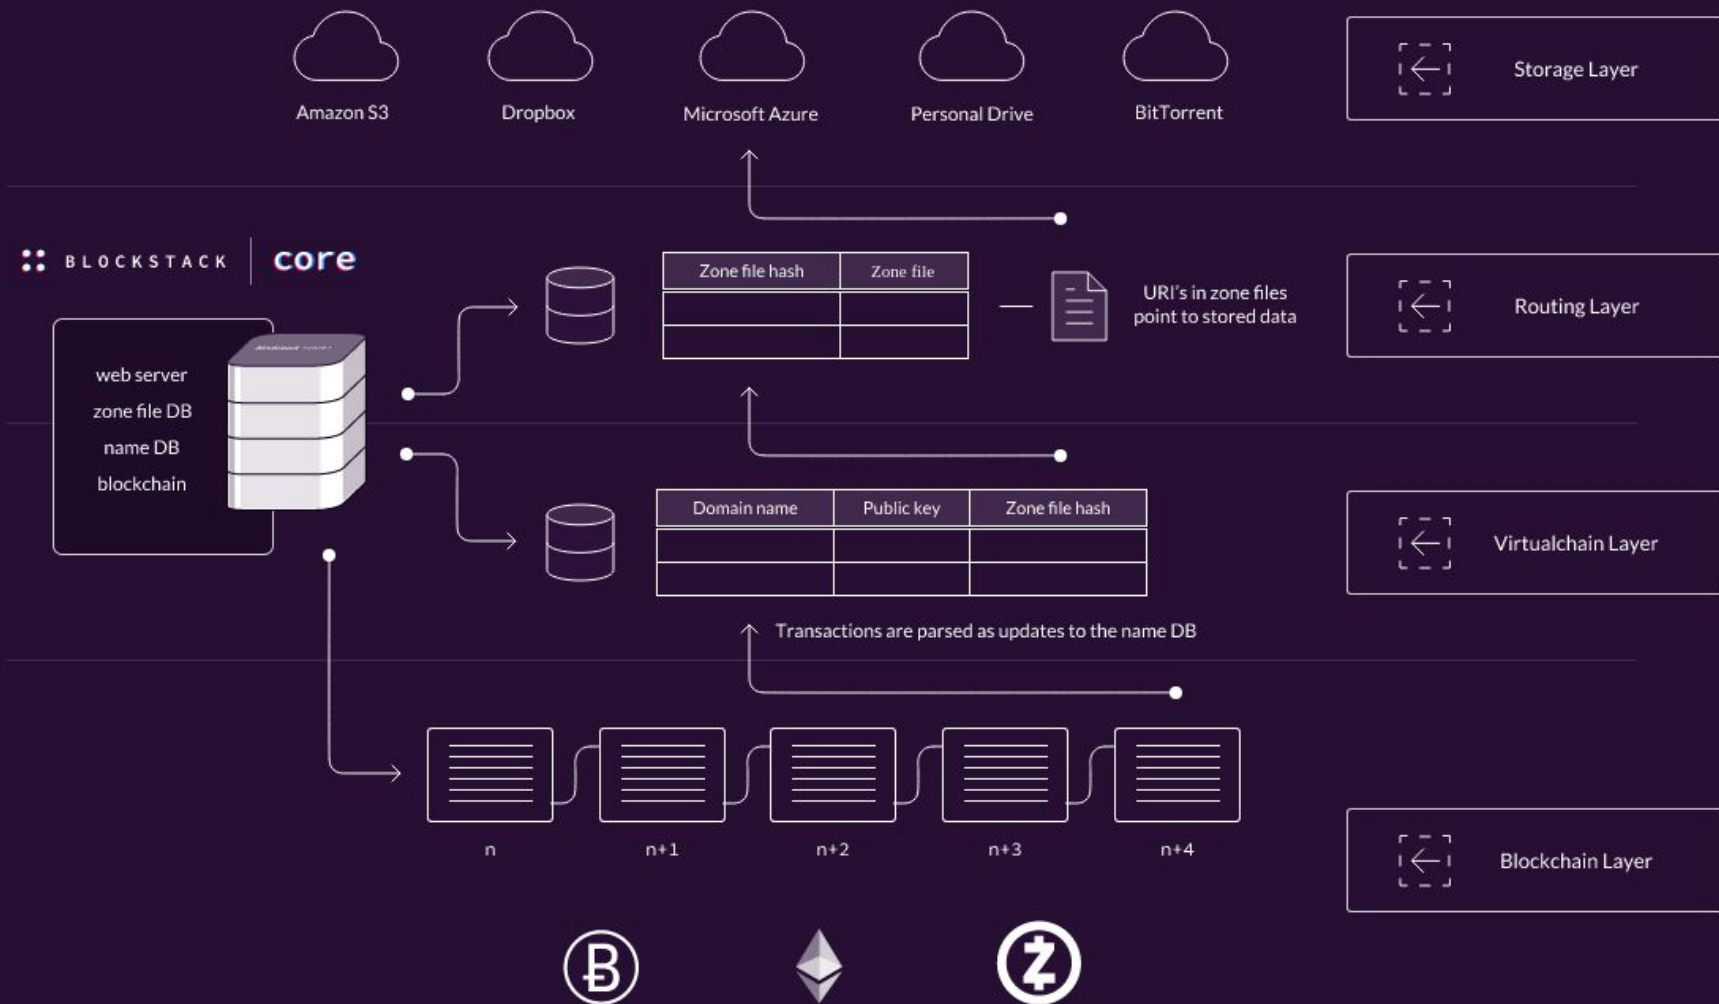 Amazon S3
Dropbox
Microsoft Azure
Personal Drive
BitTorrent
Storage Layer
BLOCKSTACK core
Zone file hash
Zone file
URI's in zone files
point to stored data
Routing Layer
web server
zone file DB
name DB
blockchain
Domain name
Public key
Zone file hash
Virtualchain Layer
Transactions are parsed as updates to the name DB
n
n+1
n+2
n+3
n+4
Blockchain Layer